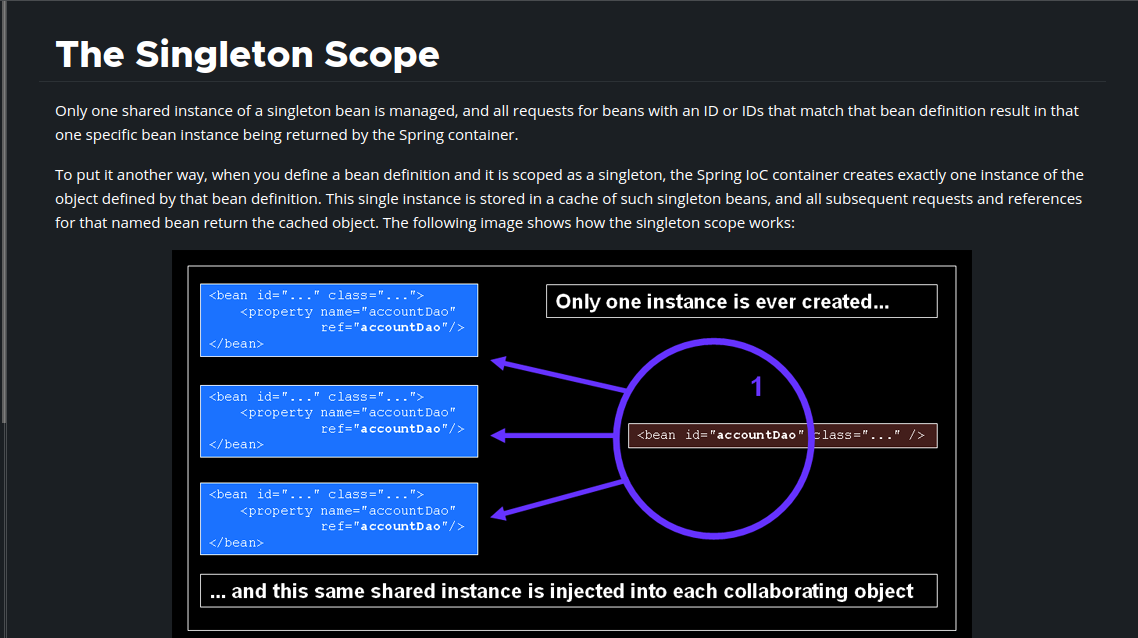 The Singleton Scope
Only one shared instance of a singleton bean is managed, and all requests for beans with an ID or IDs that match that bean definition result in that
one specific bean instance being returned by the Spring container.
To put it another way, when you define a bean definition and it is scoped as a singleton, the Spring IoC container creates exactly one instance of the
object defined by that bean definition. This single instance is stored in a cache of such singleton beans, and all subsequent requests and references
for that named bean return the cached object. The following image shows how the singleton scope works:
<bean id="..." class="...">
<property name="accountDao"
ref="accountDao"/>
</bean>
Only one instance is ever created...
1
<bean id="..." class="...">
<property name="accountDao"
ref="accountDao"/>
</bean>
<bean id="accountDao" class="..." />
<bean id="..." class="...">
<property name="accountDao"
ref="accountDao"/>
</bean>
... and this same shared instance is injected into each collaborating object